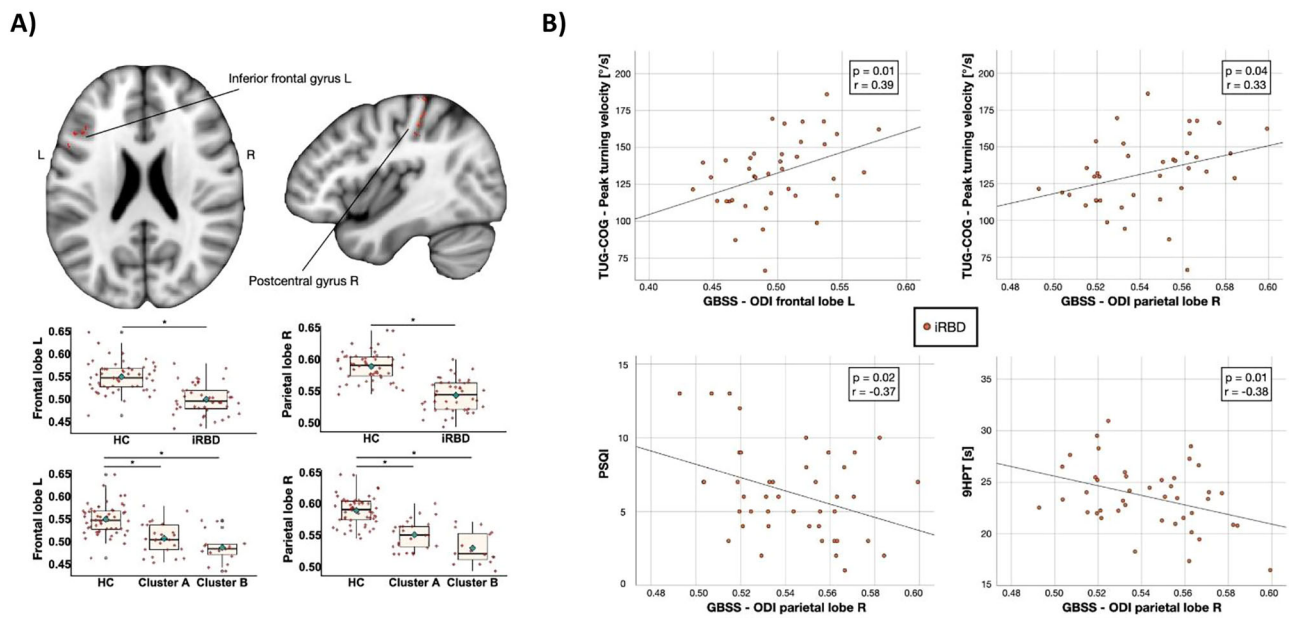 A)
B)
Inferior frontal gyrus L
L
R
Postcentral gyrus R
Frontal lobe L
0.65
0.60
0.55
0.50
0.45
*
HC
iRBD
Parietal lobe R
0.65
0.60
0.55
0.50
*
HC
iRBD
Frontal lobe L
0.65
0.60
0.55
0.50
0.45
*
*
HC
Cluster A
Cluster B
Parietal lobe R
0.65
0.60
0.55
0.50
*
*
HC
Cluster A
Cluster B
TUG-COG - Peak turning velocity [°/s]
200
175
150
125
100
75
p = 0.01
r = 0.39
0.40
0.45
0.50
0.55
0.60
GBSS - ODI frontal lobe L
TUG-COG - Peak turning velocity [°/s]
200
175
150
125
100
75
p = 0.04
r = 0.33
0.48
0.50
0.52
0.54
0.56
0.58
0.60
GBSS - ODI parietal lobe R
iRBD
PSQI
15
10
5
0
p = 0.02
r = -0.37
0.48
0.50
0.52
0.54
0.56
0.58
0.60
GBSS - ODI parietal lobe R
9HPT [s]
35
30
25
20
15
p = 0.01
r = -0.38
0.48
0.50
0.52
0.54
0.56
0.58
0.60
GBSS - ODI parietal lobe R